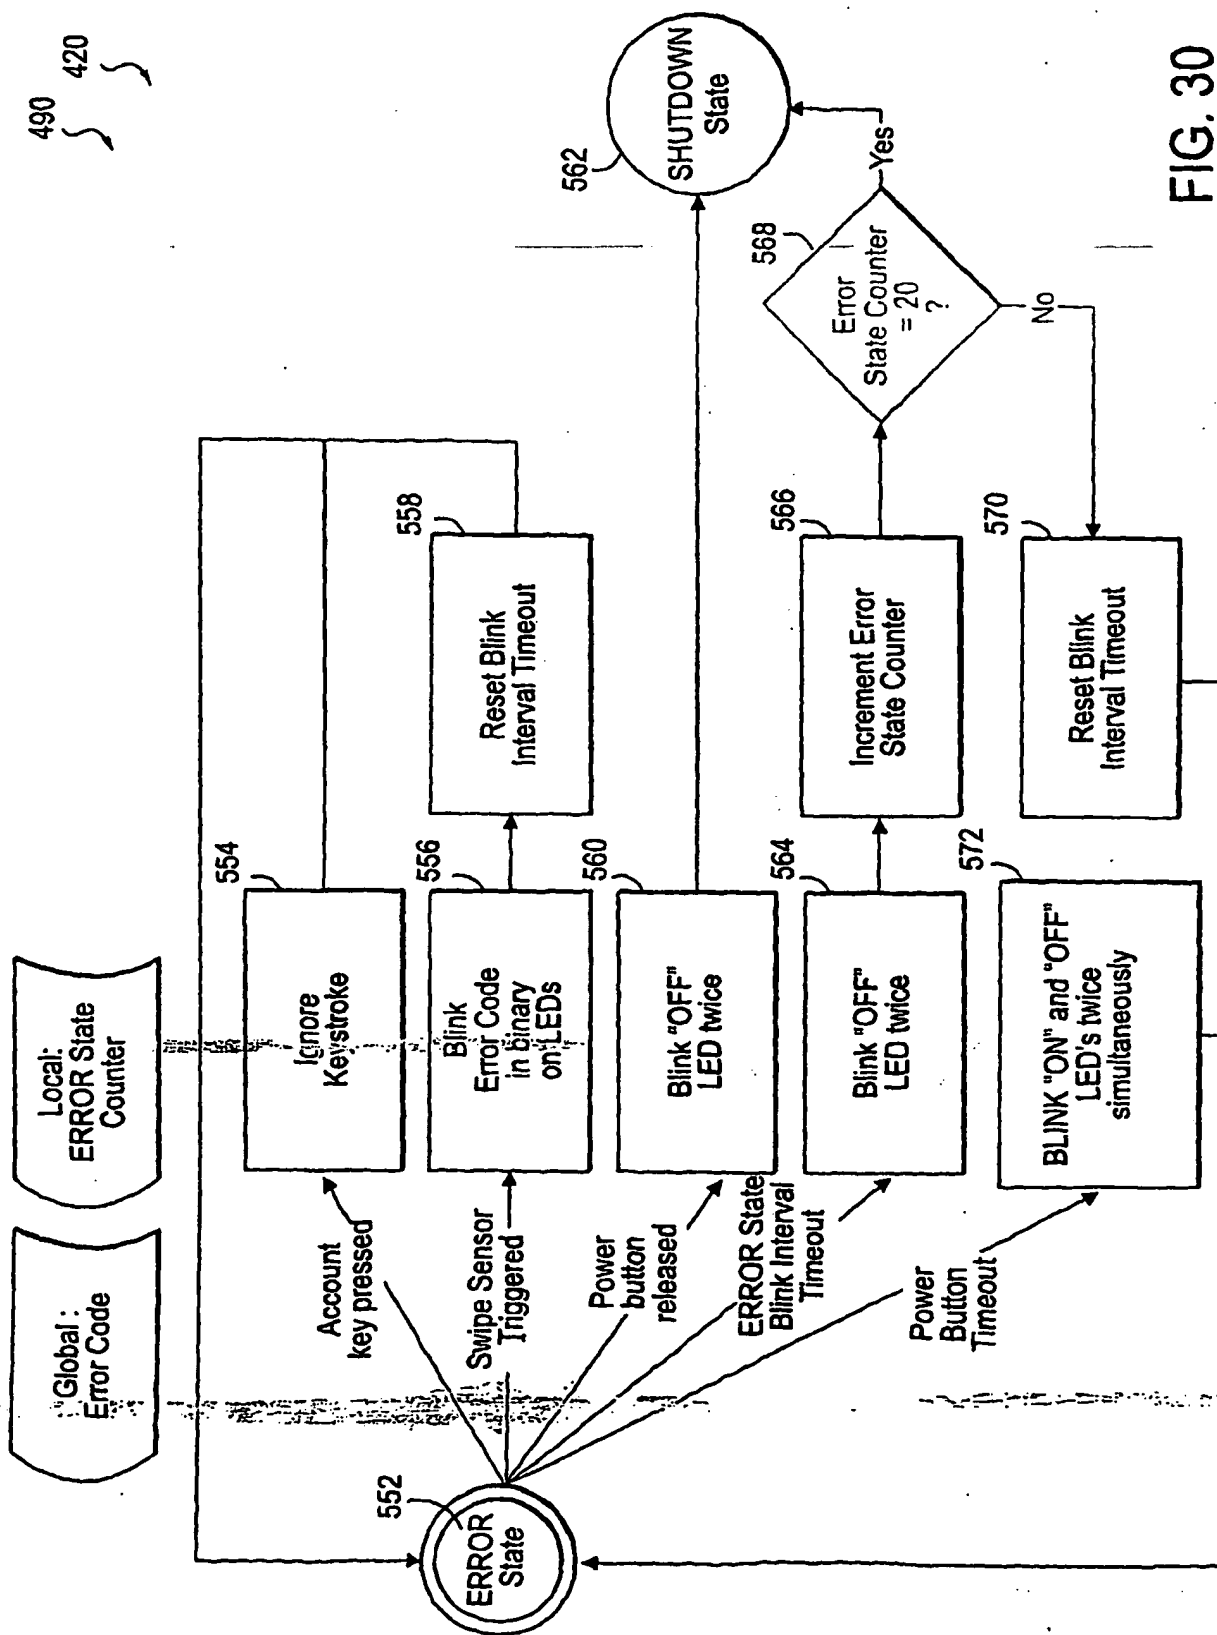 490
420
Global :
Error Code
Local:
ERROR State
Counter
552
ERROR
State
Account
key pressed
554
Ignore
Keystroke
Swipe Sensor
Triggered
556
Blink
Error Code
in binary
on LEDs
558
Reset Blink
Interval Timeout
Power
button
released
560
Blink "OFF"
LED twice
562
SHUTDOWN
State
ERROR State
Blink Interval
Timeout
564
Blink "OFF"
LED twice
566
Increment Error
State Counter
568
Error
State Counter
= 20
?
Yes
No
570
Reset Blink
Interval Timeout
Power
Button
Timeout
572
BLINK "ON" and "OFF"
LED's twice
simultaneously
FIG. 30